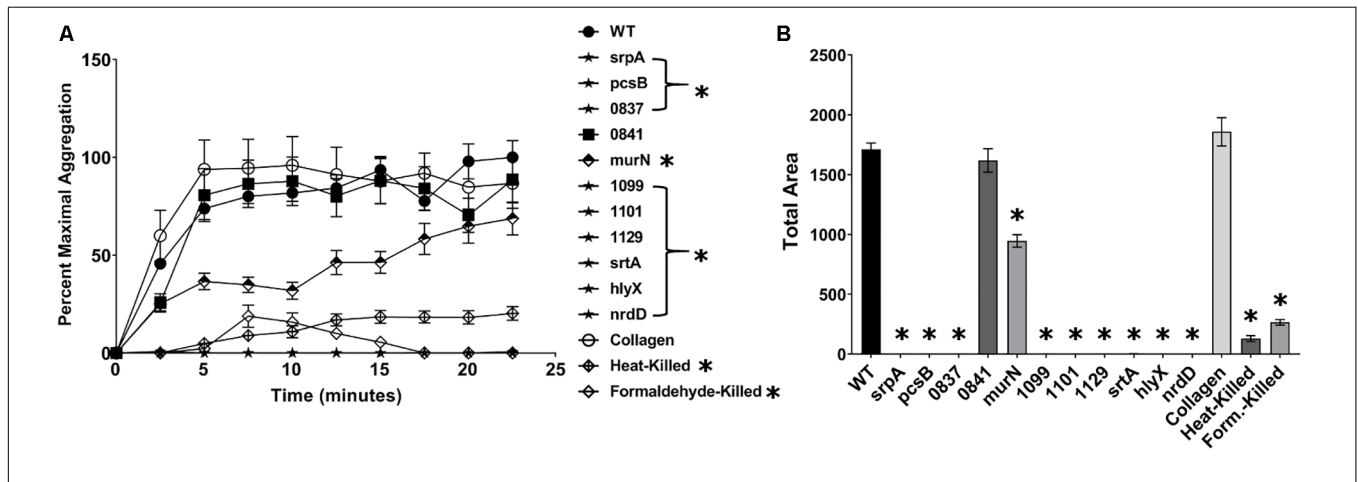 A
Percent Maximal Aggregation
150
100
50
0
0 5 10 15 20 25
Time (minutes)
WT
srpA
pcsB
0837
*
0841
murN *
1099
1101
1129
srtA
hlyX
nrdD
*
Collagen
Heat-Killed *
Formaldehyde-Killed *
B
Total Area
2500
2000
1500
1000
500
0
* * * * * * * * * * * *
WT
srpA
pcsB
0837
0841
murN
1099
1101
1129
srtA
hlyX
nrdD
Collagen
Heat-Killed
Form.-Killed